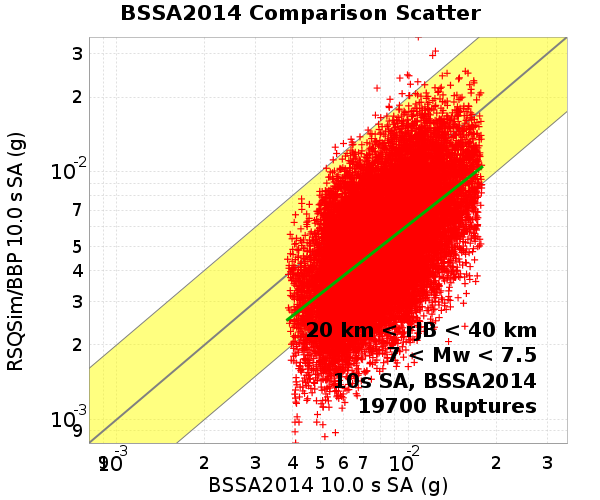 BSSA2014 Comparison Scatter
RSQSim/BBP 10.0 s SA (g)
3
2
10-2
7
5
4
3
2
10-3
9
20 km < rJB < 40 km
7 < Mw < 7.5
10s SA, BSSA2014
19700 Ruptures
9 10-3 2 3 4 5 6 7 10-2 2 3
BSSA2014 10.0 s SA (g)